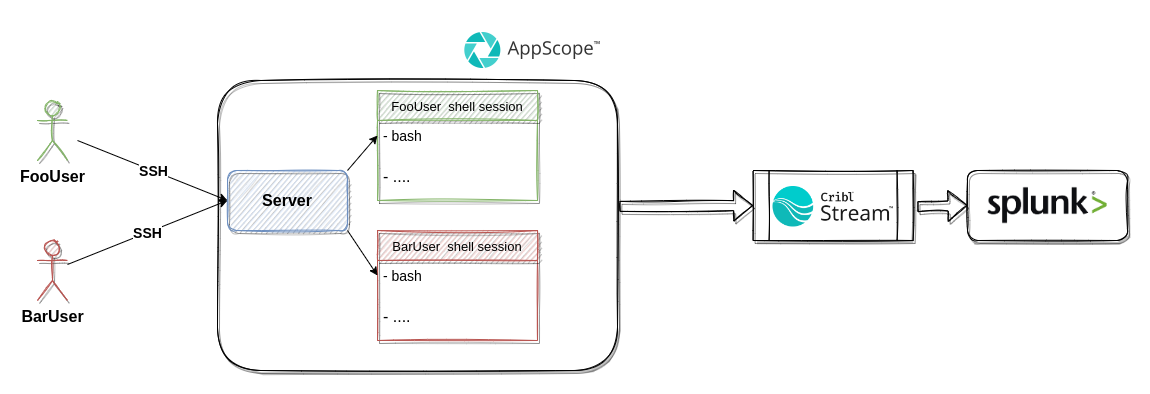 AppScope™
FooUser shell session
- bash
- ....
FooUser
SSH
Server
SSH
BarUser
BarUser shell session
- bash
- ....
Cribl
Stream™
splunk>®